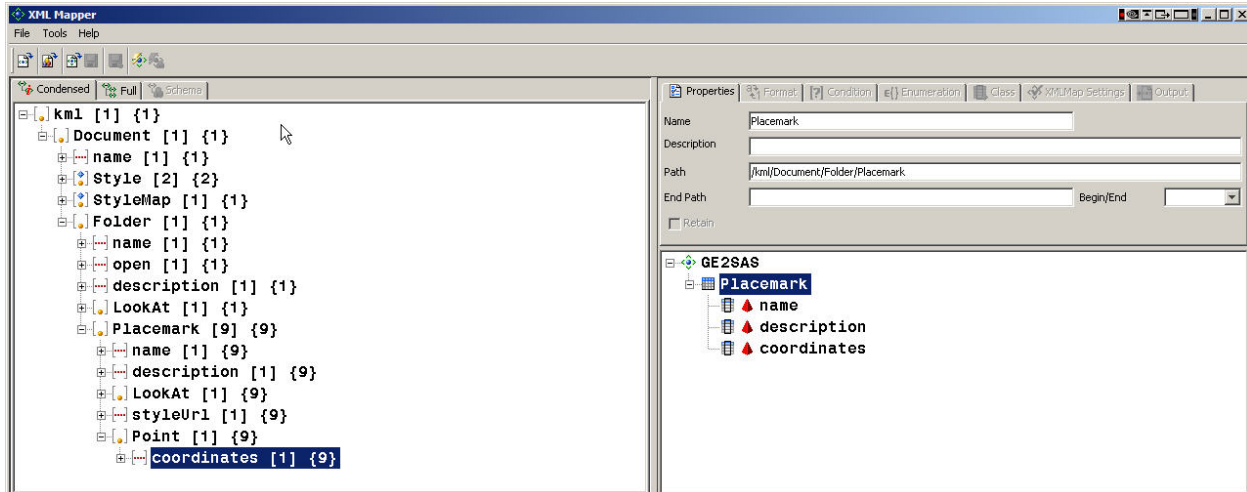 XML Mapper
File Tools Help
Condensed Full Schema
kml [1] {1}
Document [1] {1}
name [1] {1}
Style [2] {2}
StyleMap [1] {1}
Folder [1] {1}
name [1] {1}
open [1] {1}
description [1] {1}
LookAt [1] {1}
Placemark [9] {9}
name [1] {9}
description [1] {9}
LookAt [1] {9}
styleUrl [1] {9}
Point [1] {9}
coordinates [1] {9}
Properties Format [?] Condition E{} Enumeration Class XMLMap Settings Output
Name Placemark
Description
Path /kml/Document/Folder/Placemark
End Path Begin/End
Retain
GE2SAS
Placemark
name
description
coordinates